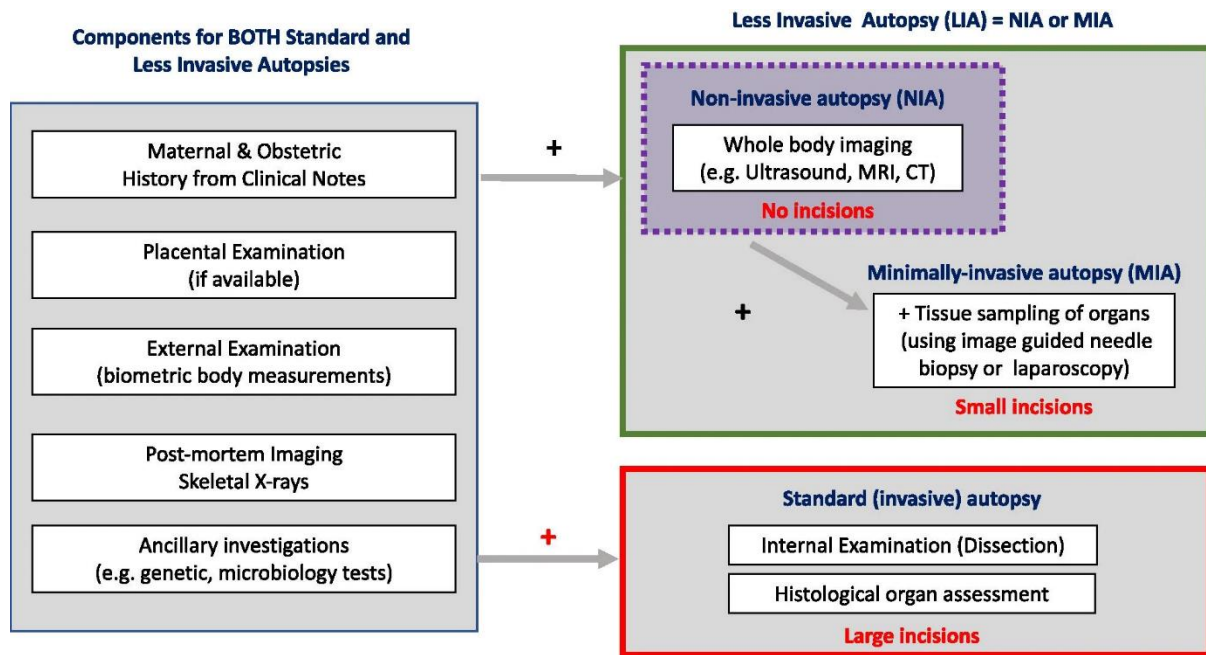 Components for BOTH Standard and
Less Invasive Autopsies
Maternal & Obstetric
History from Clinical Notes
Placental Examination
(if available)
External Examination
(biometric body measurements)
Post-mortem Imaging
Skeletal X-rays
Ancillary investigations
(e.g. genetic, microbiology tests)
+
+
Less Invasive Autopsy (LIA) = NIA or MIA
Non-invasive autopsy (NIA)
Whole body imaging
(e.g. Ultrasound, MRI, CT)
No incisions
+
Minimally-invasive autopsy (MIA)
+ Tissue sampling of organs
(using image guided needle
biopsy or laparoscopy)
Small incisions
Standard (invasive) autopsy
Internal Examination (Dissection)
Histological organ assessment
Large incisions